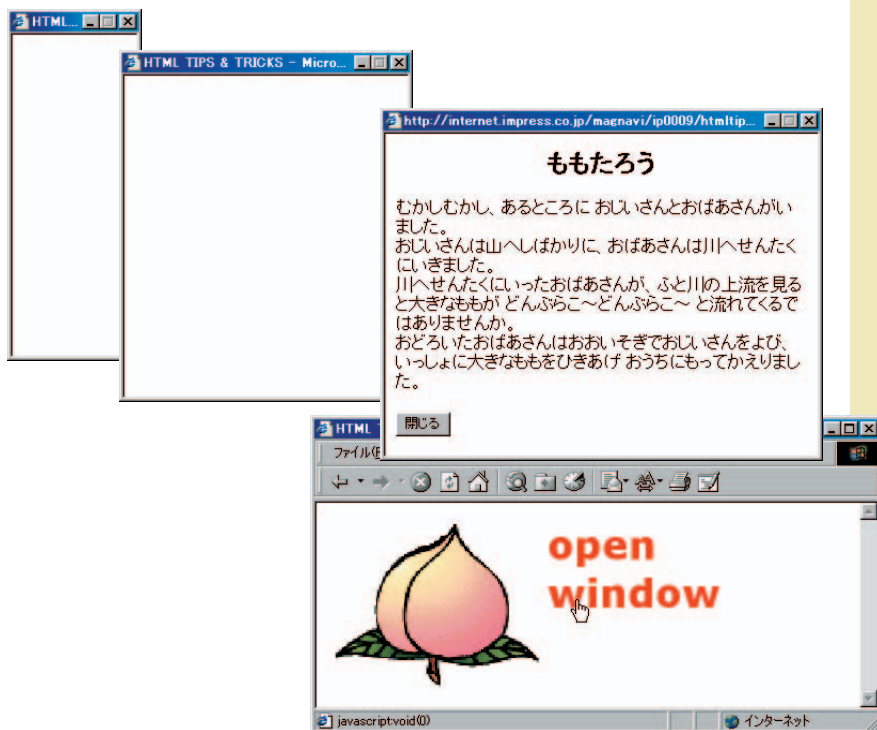 HTML...
HTML TIPS & TRICKS - Micro...
http://internet.impress.co.jp/magnavi/ip0009/htmltip...
ももたろう
むかしむかし、あるところに おじいさんとおばあさんがい
ました。
おじいさんは山へしばかりに、おばあさんは川へせんたく
にいきました。
川へせんたくにいったおばあさんが、ふと川の上流を見る
と大きなももが どんぶらこ～どんぶらこ～ と流れてくるで
はありませんか。
おどろいたおばあさんはおおいそぎでおじいさんをよび、
いっしょに大きなももをひきあげ おうちにもってかえりまし
た。
閉じる
HTML
ファイル(F
open
window
javascript:void(0)
インターネット